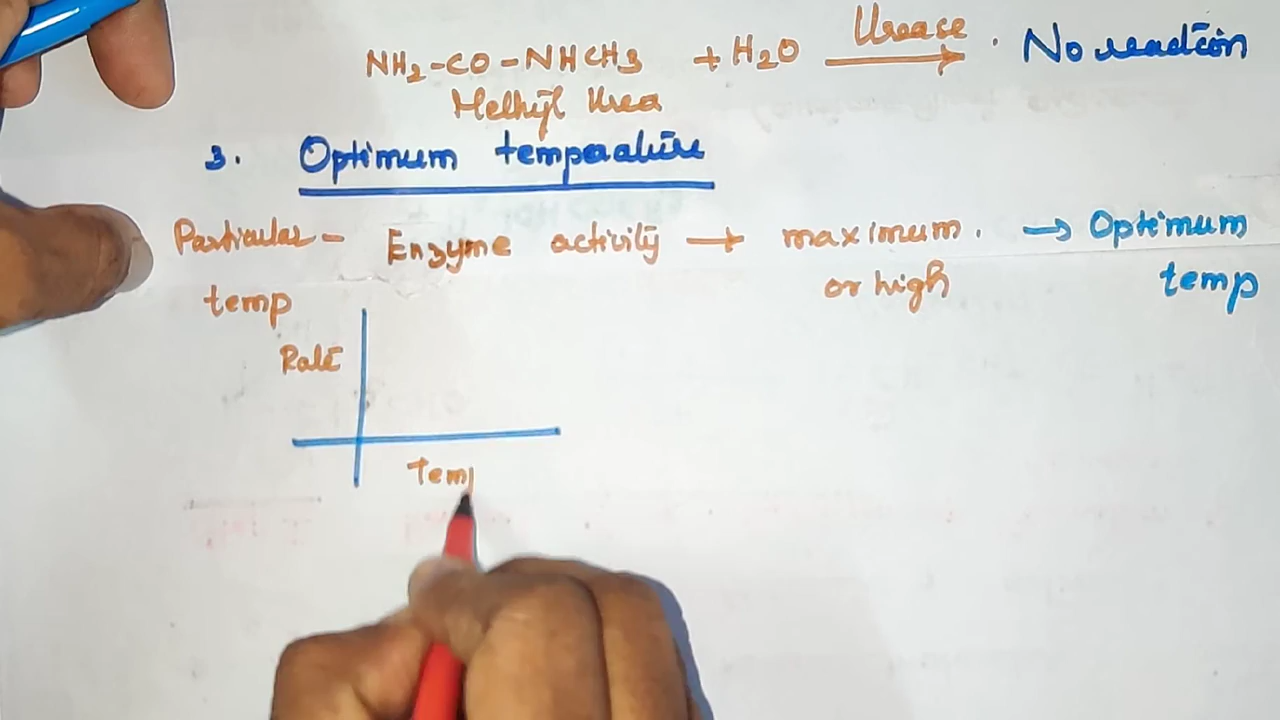 NH2-CO-NHCH3 + H2O Urease → No reaction
Methyl Urea
3. Optimum temperature
Particular - Enzyme activity → maximum. → Optimum
temp or high temp
Rate
Tem